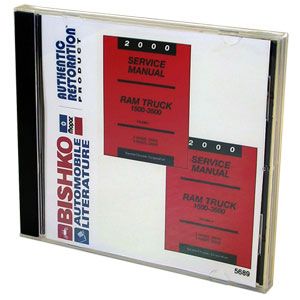 AUTHENTIC
RESTORATION
PRODUCT
mopar
BISHKO
AUTOMOBILE
LITERATURE
2000
SERVICE
MANUAL
RAM TRUCK
1500-3500
2000
SERVICE
MANUAL
RAM TRUCK
1500-3500
5689